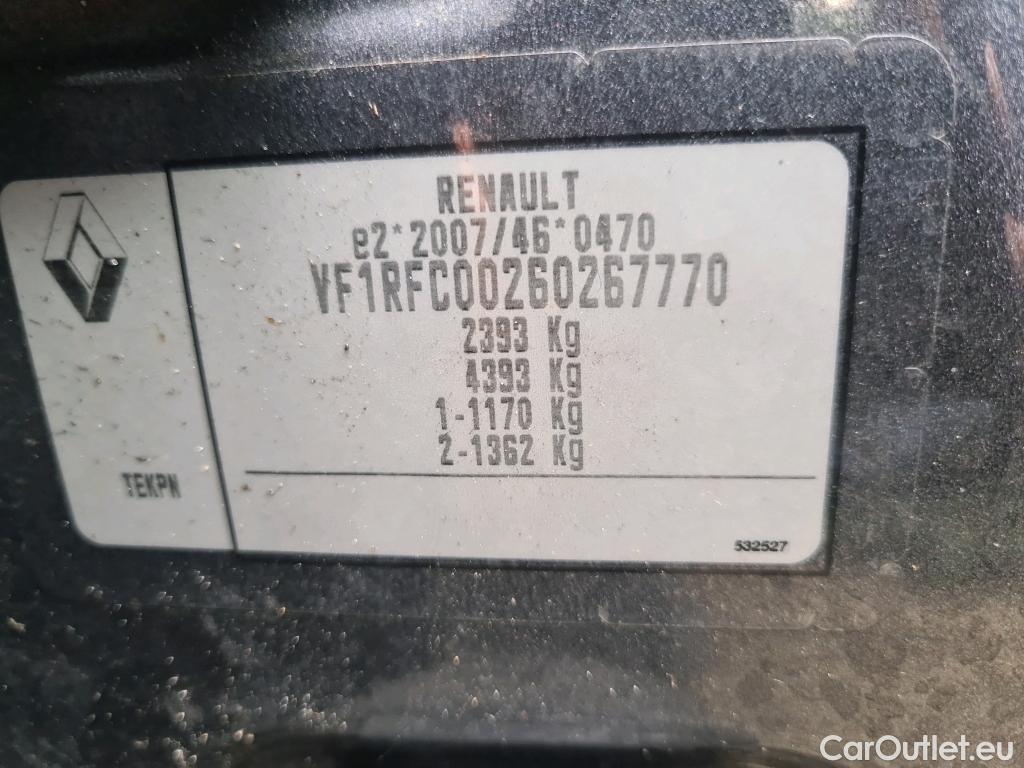 RENAULT
e2*2007/46*0470
VF1RFC00260267770
2393 Kg
4393 Kg
1-1170 Kg
2-1362 Kg
TEKPN
532527
CarOutlet.eu